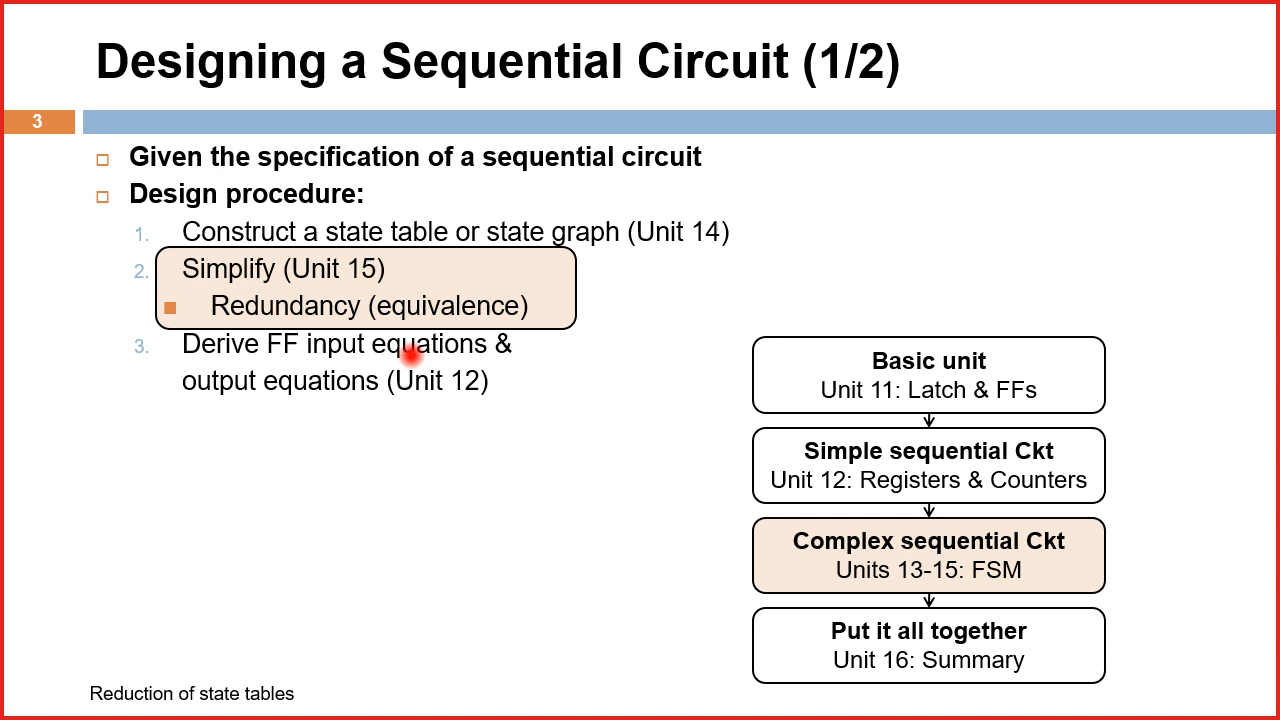 Designing a Sequential Circuit (1/2)
3
Given the specification of a sequential circuit
Design procedure:
1. Construct a state table or state graph (Unit 14)
2. Simplify (Unit 15)
Redundancy (equivalence)
3. Derive FF input equations &
output equations (Unit 12)
Basic unit
Unit 11: Latch & FFs
Simple sequential Ckt
Unit 12: Registers & Counters
Complex sequential Ckt
Units 13-15: FSM
Put it all together
Unit 16: Summary
Reduction of state tables